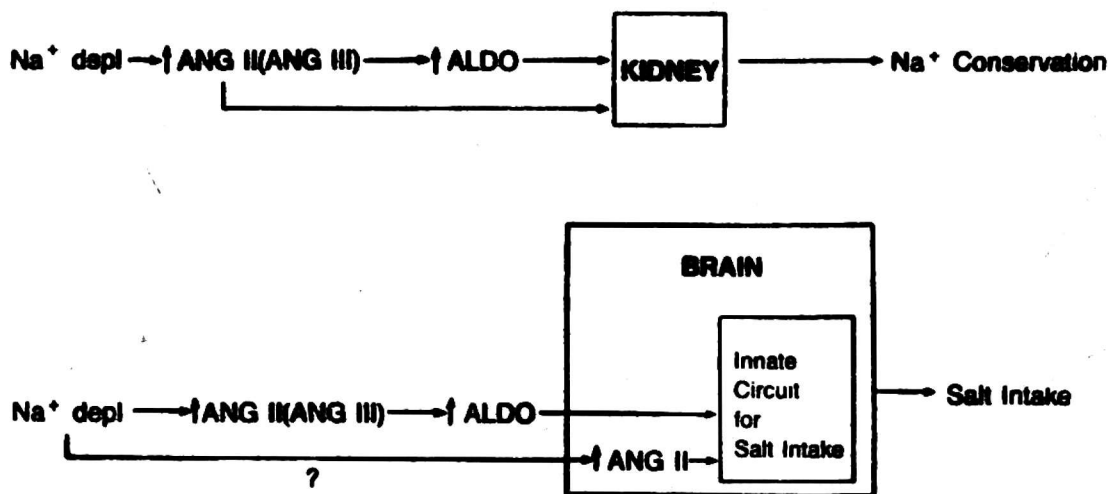 Na⁺ depl → ↑ ANG II(ANG III) → ↑ ALDO → KIDNEY → Na⁺ Conservation
BRAIN
Innate
Circuit
for
Salt Intake
Na⁺ depl → ↑ ANG II(ANG III) → ↑ ALDO
→ Salt Intake
↑ ANG II →
?